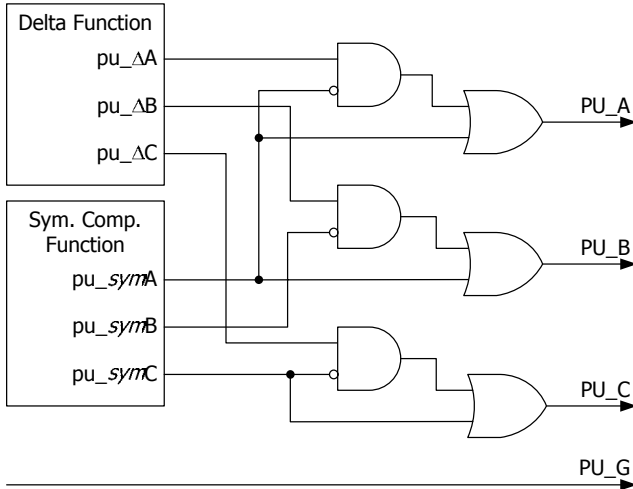 Delta Function
pu_ΔA
pu_ΔB
pu_ΔC
Sym. Comp.
Function
pu_symA
pu_symB
pu_symC
PU_A
PU_B
PU_C
PU_G